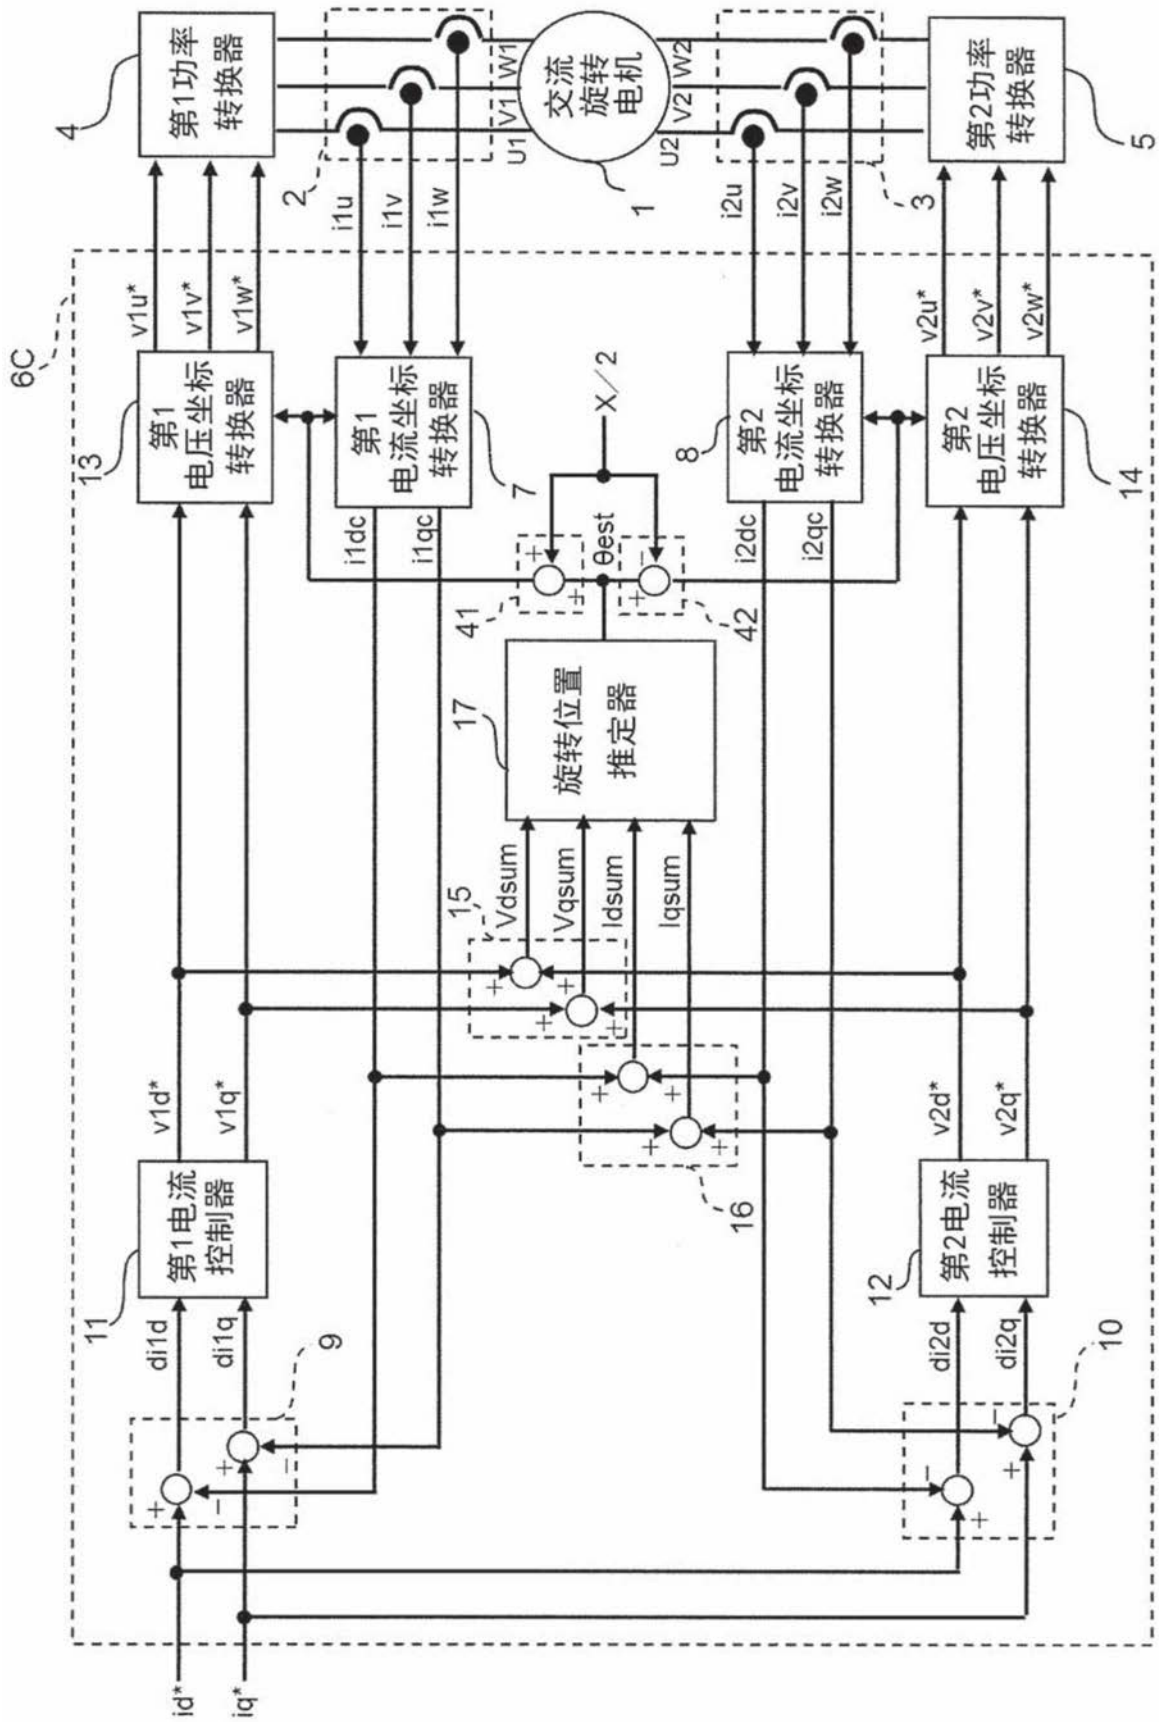 6C
id*
iq*
9
di1d
di1q
11
第1电流
控制器
v1d*
v1q*
13
第1
电压坐标
转换器
v1u*
v1v*
v1w*
4
第1功率
转换器
2
i1u
i1v
i1w
U1
V1
W1
第1
电流坐标
转换器
7
i1dc
i1qc
交流
旋转
电机
1
15
Vdsum
Vqsum
Idsum
Iqsum
16
17
旋转位置
推定器
θest
41
42
X/2
U2
V2
W2
i2u
i2v
i2w
3
8
第2
电流坐标
转换器
i2dc
i2qc
10
di2d
di2q
12
第2电流
控制器
v2d*
v2q*
第2
电压坐标
转换器
14
v2u*
v2v*
v2w*
第2功率
转换器
5
+
−
+
−
+
+
+
+
+
+
+
+
+
+
+
−
−
+
−
+